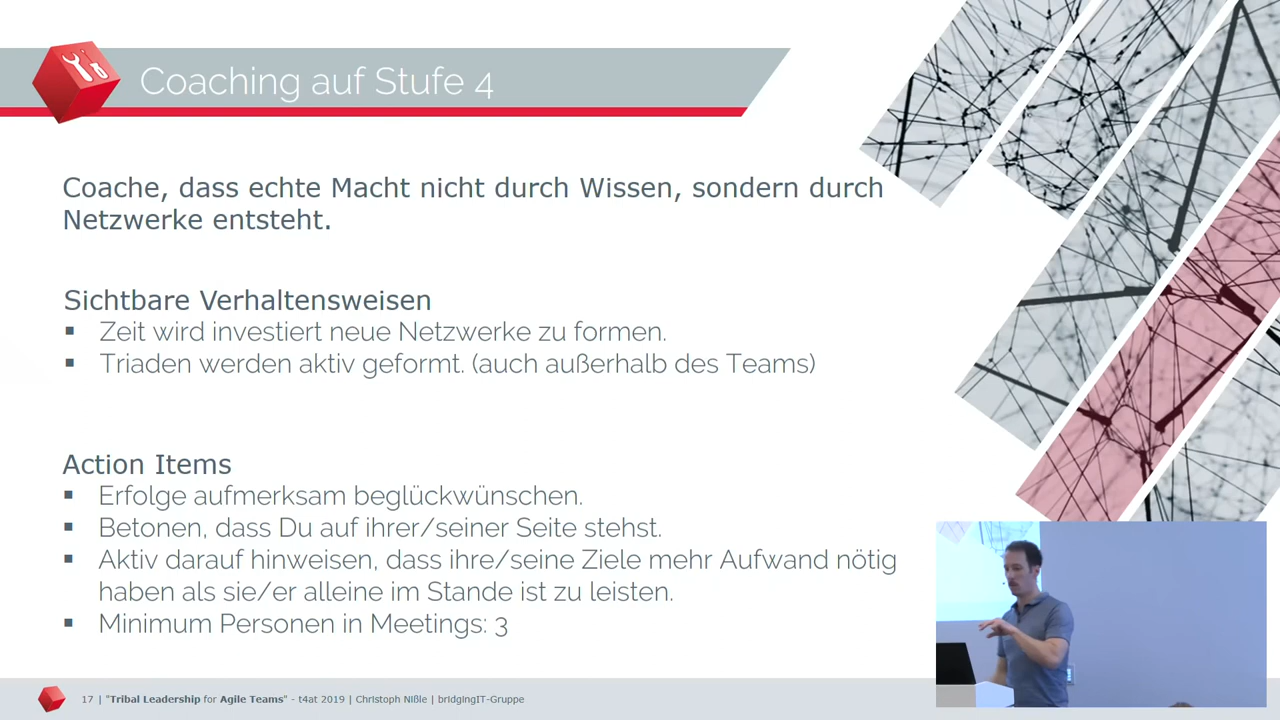 Coaching auf Stufe 4
Coache, dass echte Macht nicht durch Wissen, sondern durch
Netzwerke entsteht.
Sichtbare Verhaltensweisen
▪ Zeit wird investiert neue Netzwerke zu formen.
▪ Triaden werden aktiv geformt. (auch außerhalb des Teams)
Action Items
▪ Erfolge aufmerksam beglückwünschen.
▪ Betonen, dass Du auf ihrer/seiner Seite stehst.
▪ Aktiv darauf hinweisen, dass ihre/seine Ziele mehr Aufwand nötig
haben als sie/er alleine im Stande ist zu leisten.
▪ Minimum Personen in Meetings: 3
17 | "Tribal Leadership for Agile Teams" - t4at 2019 | Christoph Nißle | bridgingIT-Gruppe